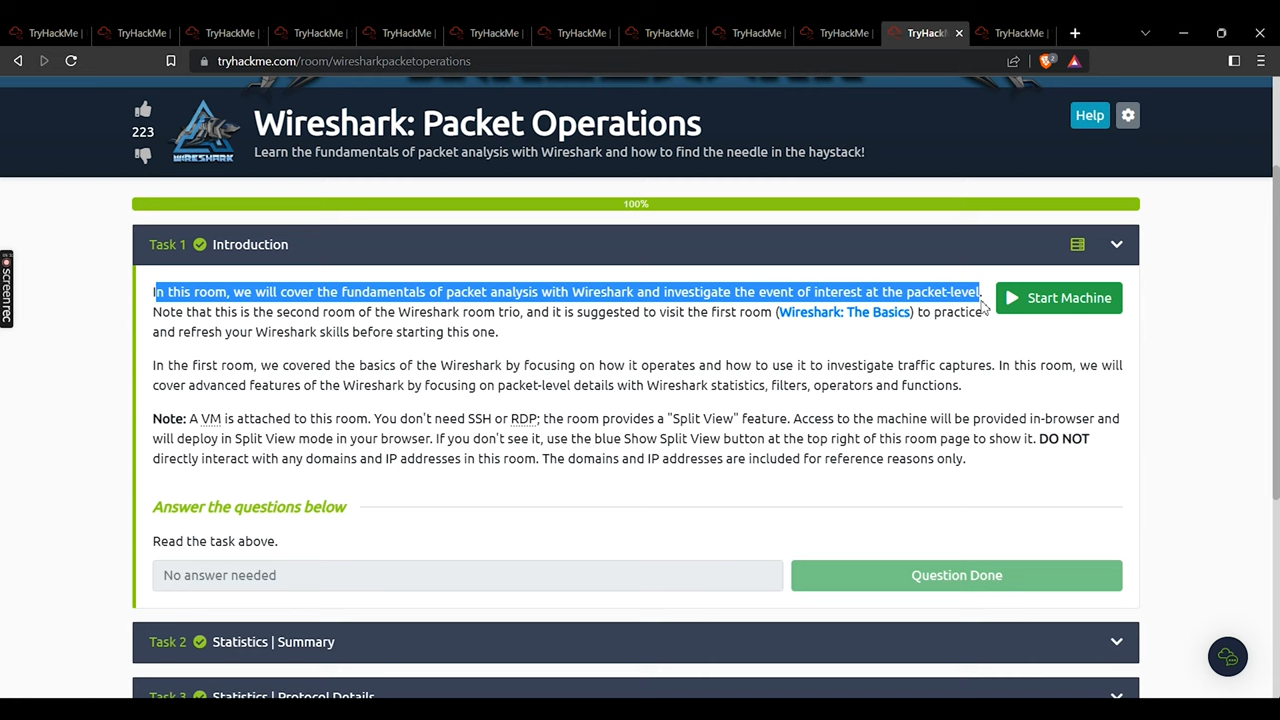 TryHackMe | TryHackMe | TryHackMe | TryHackMe | TryHackMe | TryHackMe | TryHackMe | TryHackMe | TryHackMe | TryHackMe | TryHackM TryHackMe |
tryhackme.com/room/wiresharkpacketoperations
2
223
WIRESHARK
Wireshark: Packet Operations
Learn the fundamentals of packet analysis with Wireshark and how to find the needle in the haystack!
Help
100%
Task 1 Introduction
In this room, we will cover the fundamentals of packet analysis with Wireshark and investigate the event of interest at the packet-level.
Note that this is the second room of the Wireshark room trio, and it is suggested to visit the first room (Wireshark: The Basics) to practice
and refresh your Wireshark skills before starting this one.
Start Machine
In the first room, we covered the basics of the Wireshark by focusing on how it operates and how to use it to investigate traffic captures. In this room, we will
cover advanced features of the Wireshark by focusing on packet-level details with Wireshark statistics, filters, operators and functions.
Note: A VM is attached to this room. You don't need SSH or RDP; the room provides a "Split View" feature. Access to the machine will be provided in-browser and
will deploy in Split View mode in your browser. If you don't see it, use the blue Show Split View button at the top right of this room page to show it. DO NOT
directly interact with any domains and IP addresses in this room. The domains and IP addresses are included for reference reasons only.
Answer the questions below
Read the task above.
No answer needed
Question Done
Task 2 Statistics | Summary
Task 3 Statistics | Protocol Details
screenrec